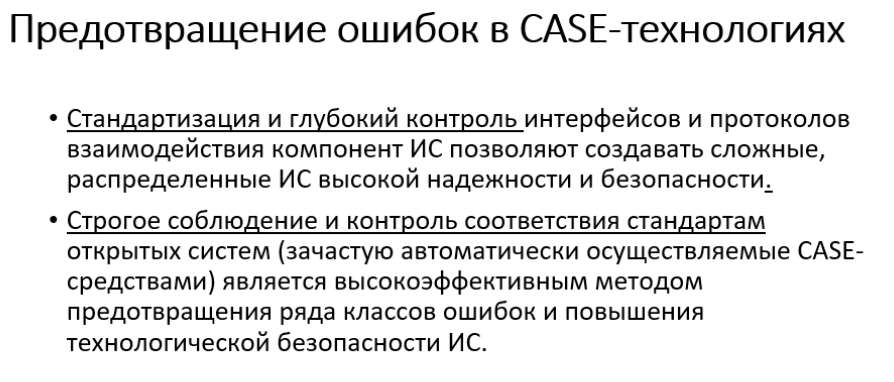 Предотвращение ошибок в CASE-технологиях
• Стандартизация и глубокий контроль интерфейсов и протоколов
взаимодействия компонент ИС позволяют создавать сложные,
распределенные ИС высокой надежности и безопасности.
• Строгое соблюдение и контроль соответствия стандартам
открытых систем (зачастую автоматически осуществляемые CASE-
средствами) является высокоэффективным методом
предотвращения ряда классов ошибок и повышения
технологической безопасности ИС.